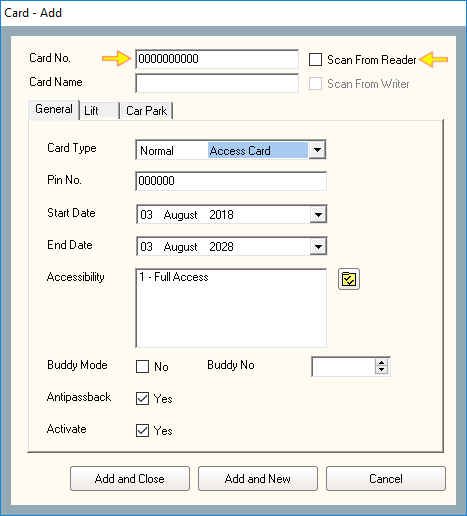 Card - Add
Card No. 0000000000 Scan From Reader
Card Name Scan From Writer
General Lift Car Park
Card Type Normal Access Card
Pin No. 000000
Start Date 03 August 2018
End Date 03 August 2028
Accessibility 1 - Full Access
Buddy Mode No Buddy No
Antipassback Yes
Activate Yes
Add and Close Add and New Cancel